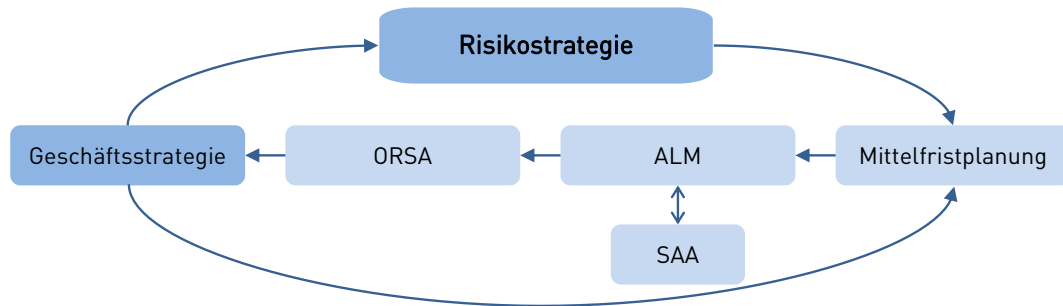 Risikostrategie
Geschäftsstrategie
ORSA
ALM
Mittelfristplanung
SAA